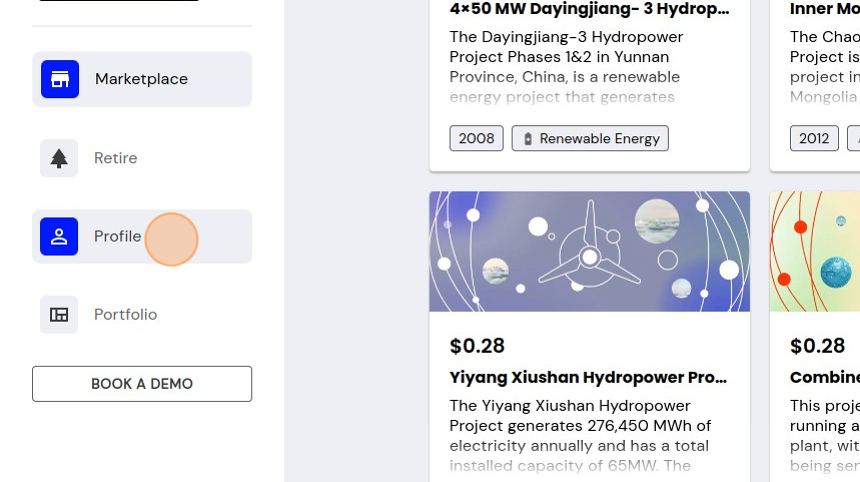 Marketplace
Retire
Profile
Portfolio
BOOK A DEMO
4×50 MW Dayingjiang- 3 Hydrop...
The Dayingjiang-3 Hydropower
Project Phases 1&2 in Yunnan
Province, China, is a renewable
energy project that generates
2008
Renewable Energy
Inner Mo
The Chao
Project is
project in
Mongolia
2012
$0.28
Yiyang Xiushan Hydropower Pro...
The Yiyang Xiushan Hydropower
Project generates 276,450 MWh of
electricity annually and has a total
installed capacity of 65MW. The
$0.28
Combine
This proje
running a
plant, wit
being ser